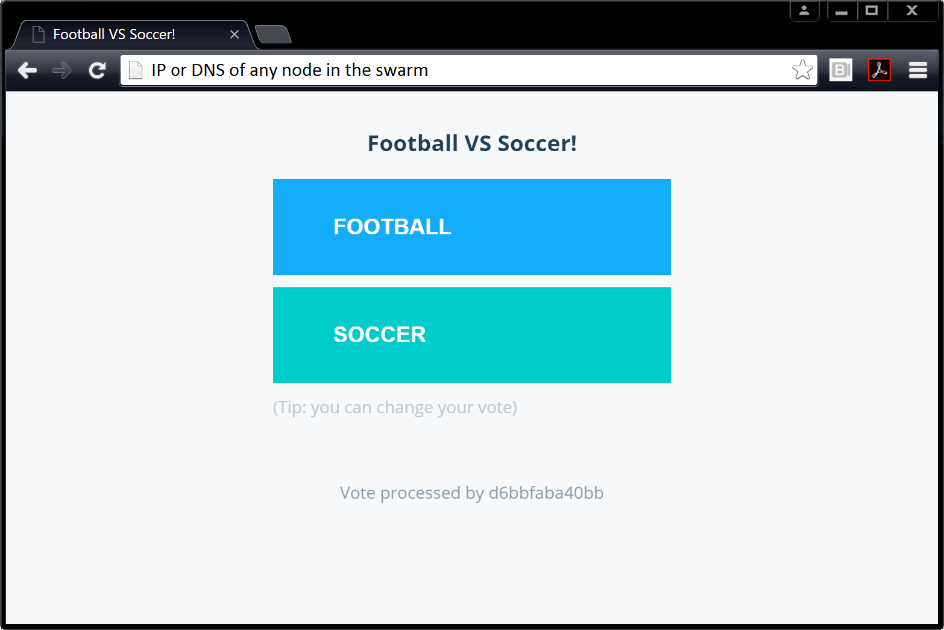 Football VS Soccer!
IP or DNS of any node in the swarm
Football VS Soccer!
FOOTBALL
SOCCER
(Tip: you can change your vote)
Vote processed by d6bbfaba40bb